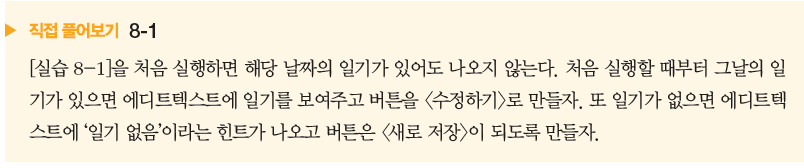 ▶ 직접 풀어보기 8-1
[실습 8-1]을 처음 실행하면 해당 날짜의 일기가 있어도 나오지 않는다. 처음 실행할 때부터 그날의 일
기가 있으면 에디트텍스트에 일기를 보여주고 버튼을 〈수정하기〉로 만들자. 또 일기가 없으면 에디트텍
스트에 ‘일기 없음’이라는 힌트가 나오고 버튼은 〈새로 저장〉이 되도록 만들자.